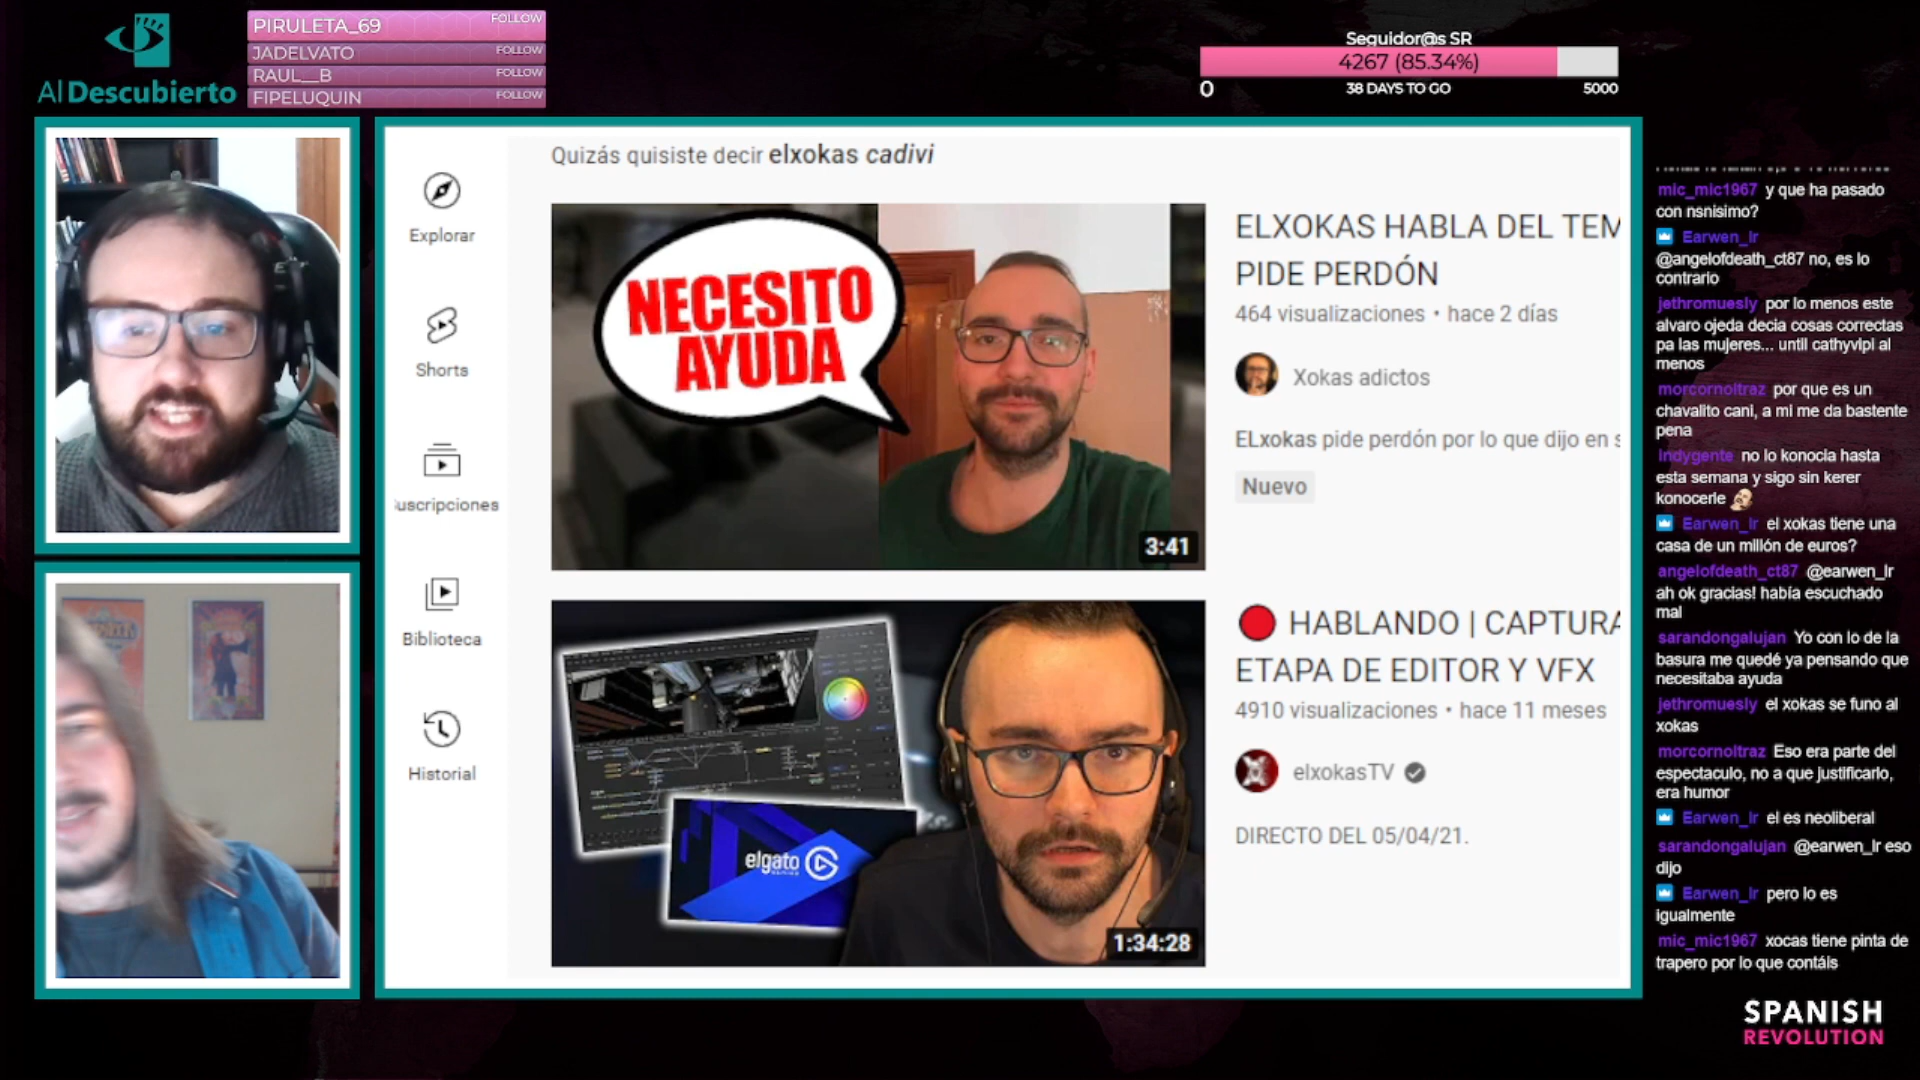 Al Descubierto
PIRULETA_69 FOLLOW
JADELVATO FOLLOW
RAUL__B FOLLOW
FIPELUQUIN FOLLOW
Seguidor@s SR
4267 (85.34%)
0 38 DAYS TO GO 5000
Explorar
Shorts
uscripciones
Biblioteca
Historial
Quizás quisiste decir elxokas cadivi
NECESITO
AYUDA
3:41
ELXOKAS HABLA DEL TEM
PIDE PERDÓN
464 visualizaciones • hace 2 días
Xokas adictos
ELxokas pide perdón por lo que dijo en s
Nuevo
elgato
1:34:28
HABLANDO | CAPTURA
ETAPA DE EDITOR Y VFX
4910 visualizaciones • hace 11 meses
elxokasTV
DIRECTO DEL 05/04/21.
mic_mic1967 y que ha pasado
con nsnisimo?
Earwen_lr
@angelofdeath_ct87 no, es lo
contrario
jethromuesly por lo menos este
alvaro ojeda decia cosas correctas
pa las mujeres... until cathyvipi al
menos
morcornoltraz por que es un
chavalito cani, a mi me da bastente
pena
indygente no lo konocia hasta
esta semana y sigo sin kerer
konocerle
Earwen_lr el xokas tiene una
casa de un millón de euros?
angelofdeath_ct87 @earwen_lr
ah ok gracias! había escuchado
mal
sarandongalujan Yo con lo de la
basura me quedé ya pensando que
necesitaba ayuda
jethromuesly el xokas se funo al
xokas
morcornoltraz Eso era parte del
espectaculo, no a que justificarlo,
era humor
Earwen_lr el es neoliberal
sarandongalujan @earwen_lr eso
dijo
Earwen_lr pero lo es
igualmente
mic_mic1967 xocas tiene pinta de
trapero por lo que contáis
SPANISH
REVOLUTION